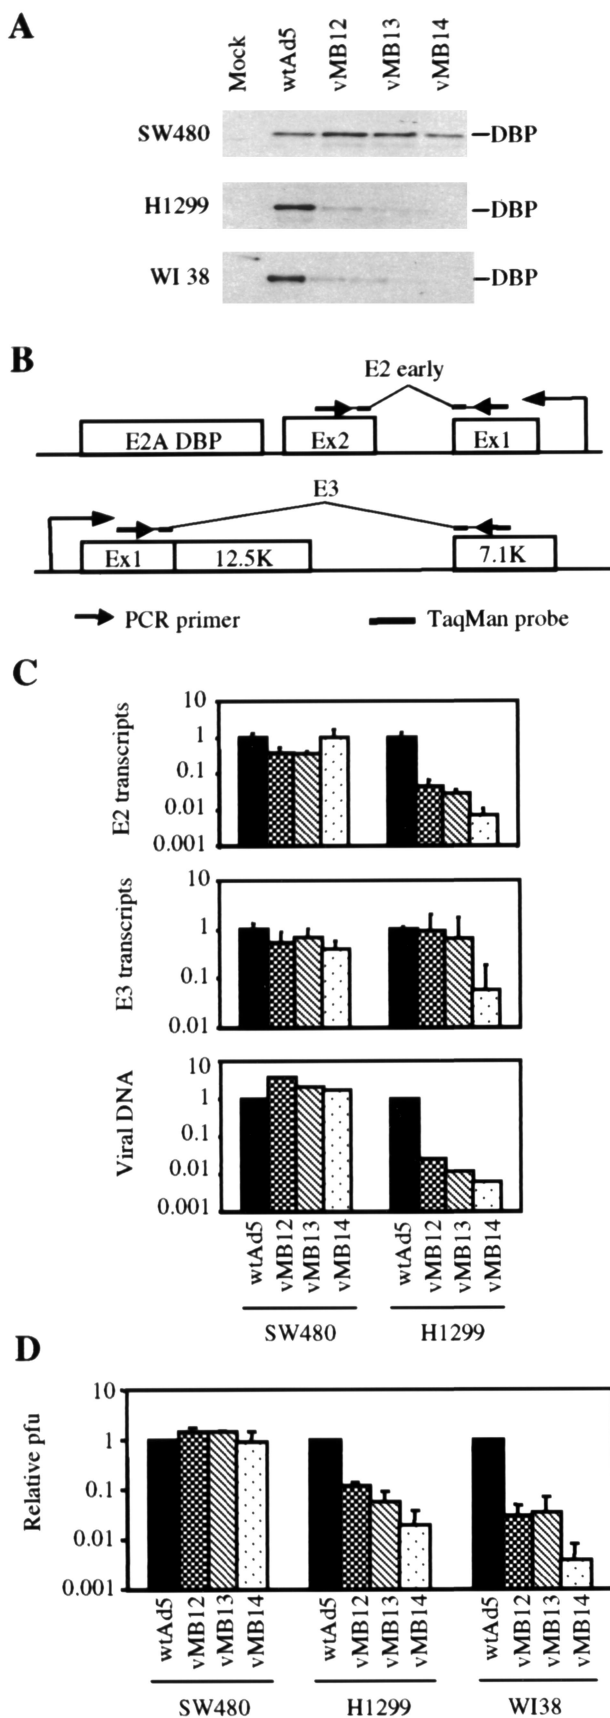 A
Mock
wtAd5
vMB12
vMB13
vMB14
SW480
DBP
H1299
DBP
WI 38
DBP
B
E2 early
E2A DBP
Ex2
Ex1
E3
Ex1
12.5K
7.1K
PCR primer
TaqMan probe
C
E2 transcripts
10
1
0.1
0.01
0.001
E3 transcripts
10
1
0.1
0.01
Viral DNA
10
1
0.1
0.01
0.001
wtAd5
vMB12
vMB13
vMB14
wtAd5
vMB12
vMB13
vMB14
SW480
H1299
D
Relative pfu
10
1
0.1
0.01
0.001
wtAd5
vMB12
vMB13
vMB14
wtAd5
vMB12
vMB13
vMB14
wtAd5
vMB12
vMB13
vMB14
SW480
H1299
WI38